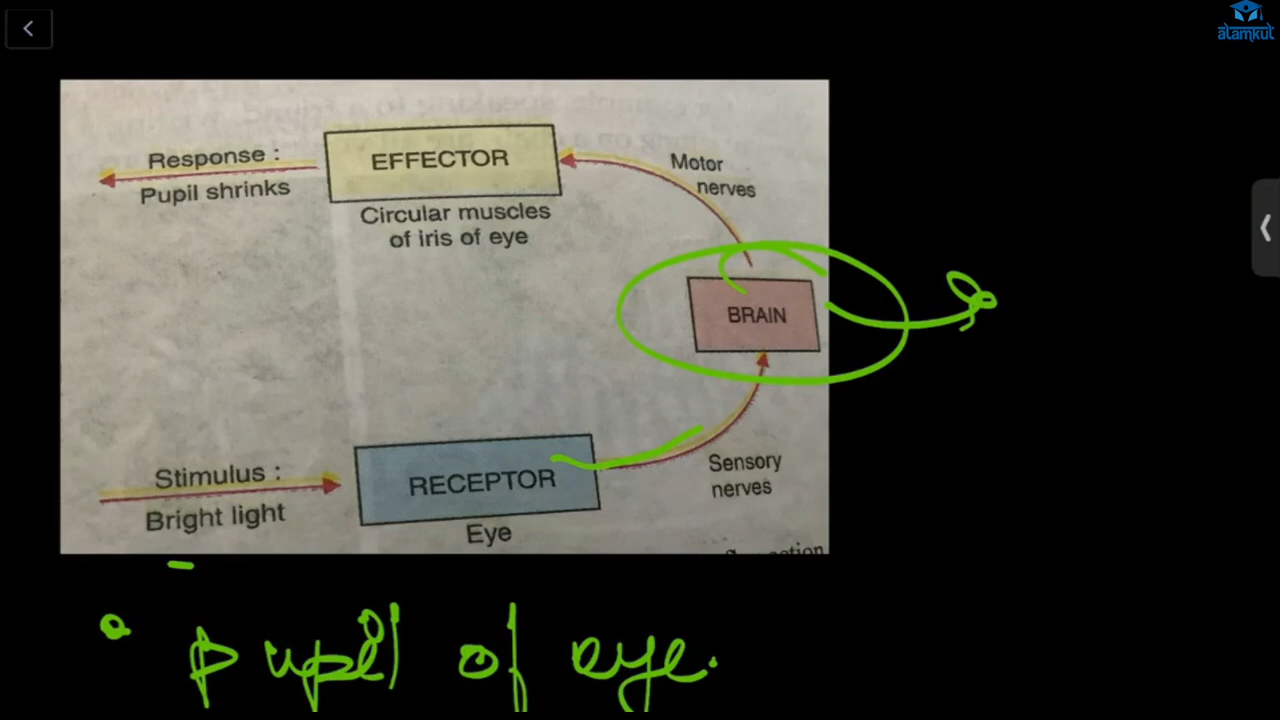 alamkut
Response :
Pupil shrinks
EFFECTOR
Circular muscles
of iris of eye
Motor
nerves
BRAIN
Stimulus :
Bright light
RECEPTOR
Eye
Sensory
nerves
pupil of eye.